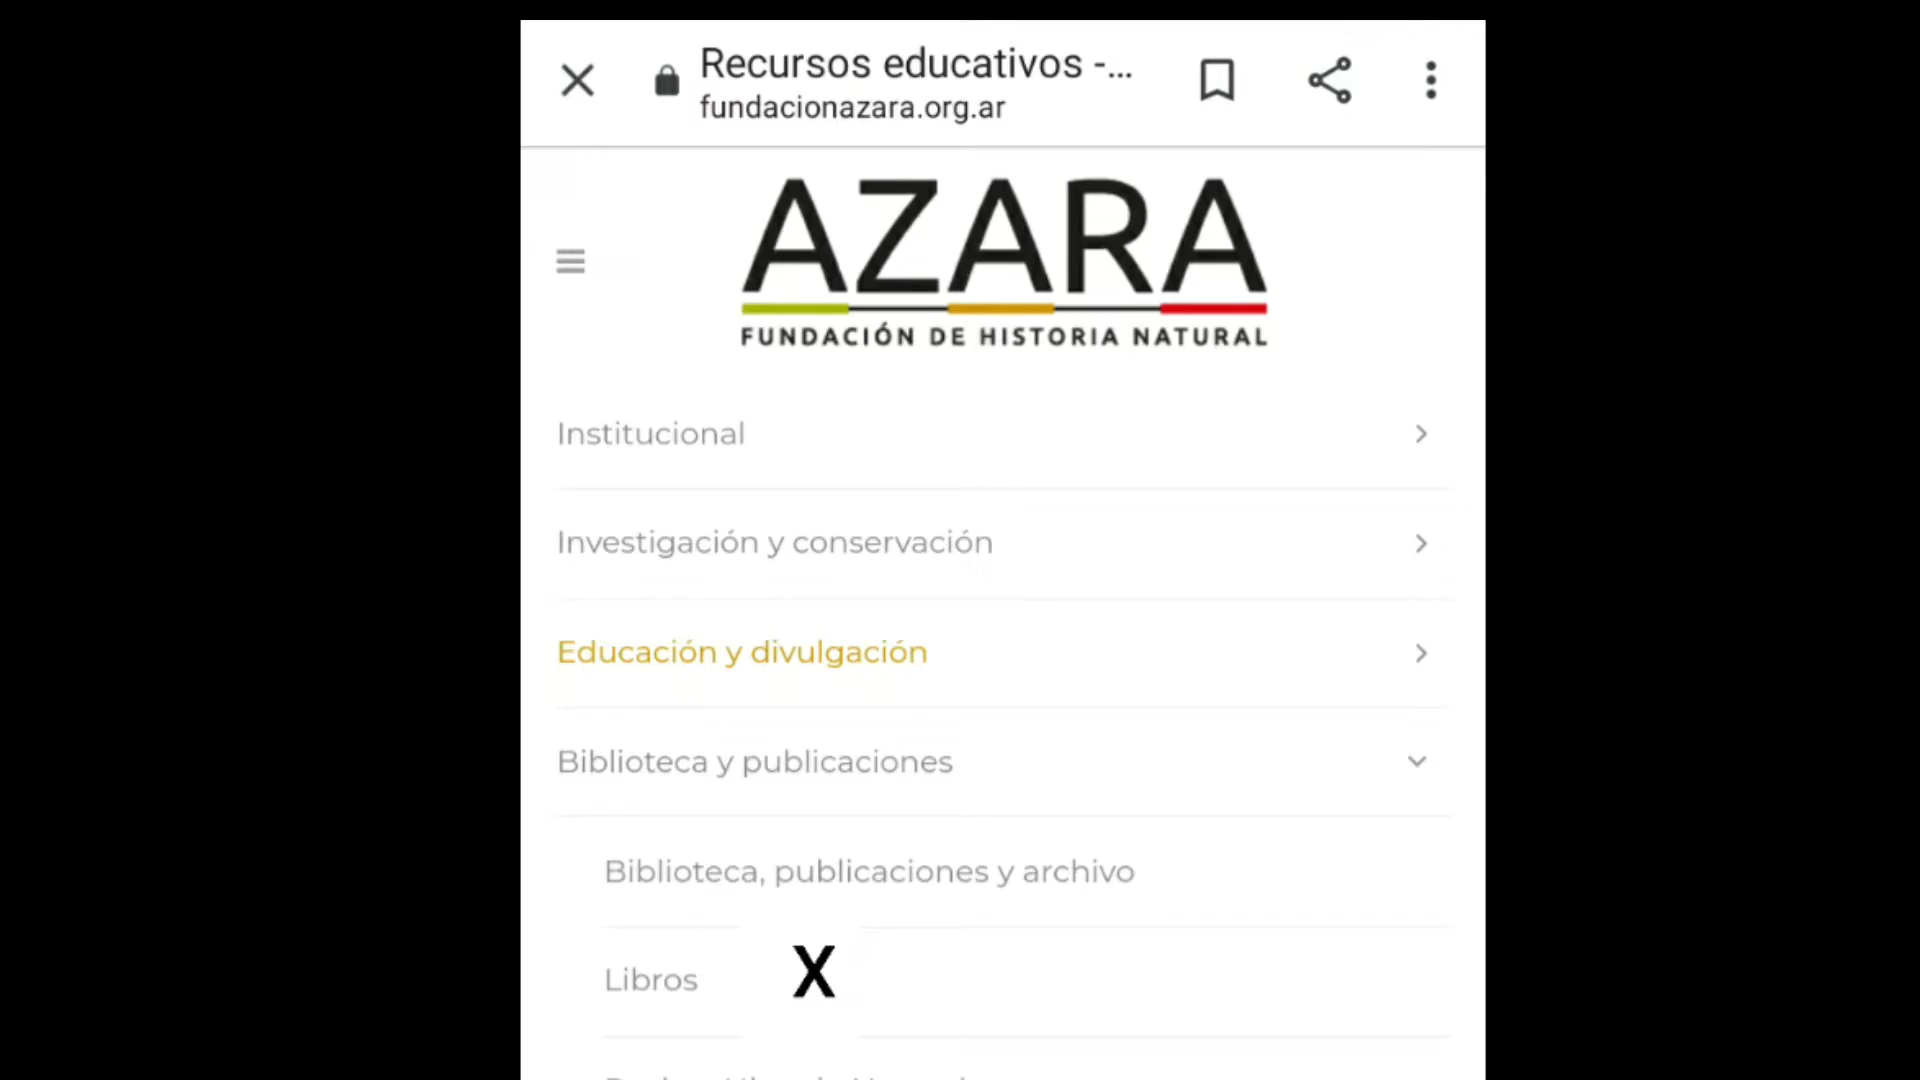 Recursos educativos -...
fundacionazara.org.ar
AZARA
FUNDACIÓN DE HISTORIA NATURAL
Institucional
Investigación y conservación
Educación y divulgación
Biblioteca y publicaciones
Biblioteca, publicaciones y archivo
Libros X